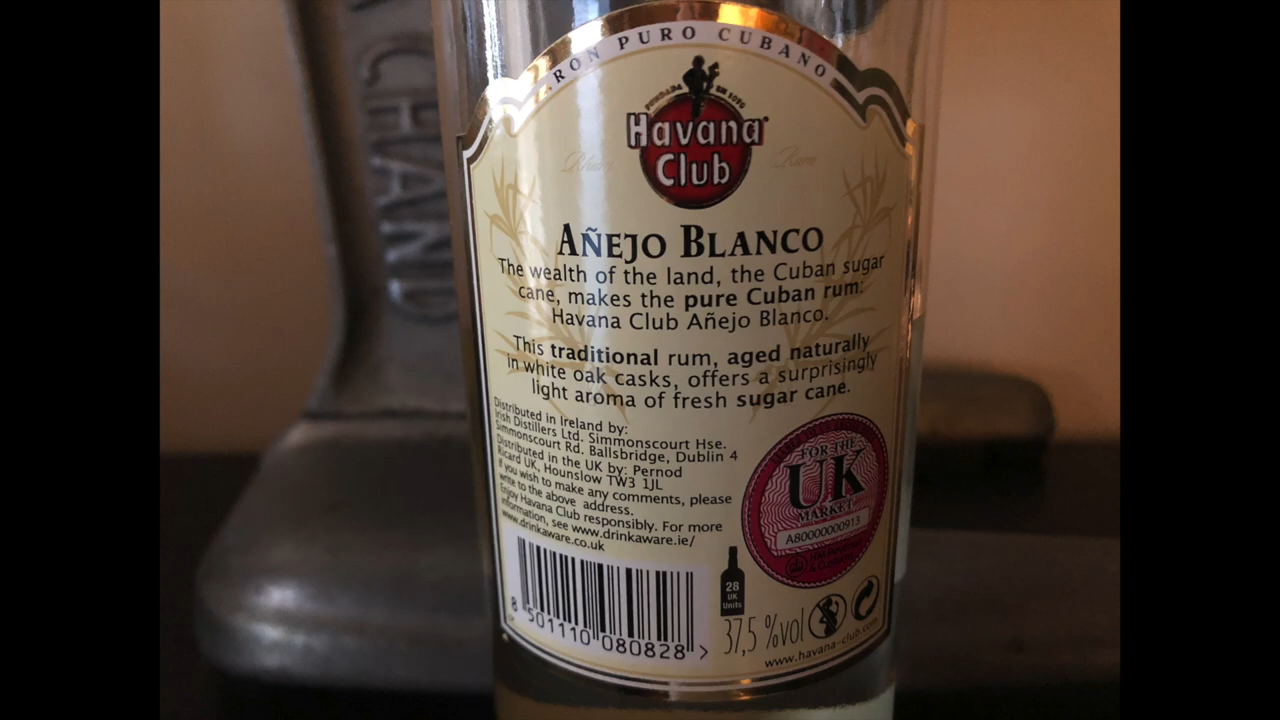 CHAND
RON PURO CUBANO
FUNDADA EN 1878
Havana
Club
Rhum
Rum
AÑEJO BLANCO
The wealth of the land, the Cuban sugar
cane, makes the pure Cuban rum:
Havana Club Añejo Blanco.
This traditional rum, aged naturally
in white oak casks, offers a surprisingly
light aroma of fresh sugar cane.
Distributed in Ireland by:
Irish Distillers Ltd. Simmonscourt Hse.
Simmonscourt Rd. Ballsbridge, Dublin 4
Distributed in the UK by: Pernod
Ricard UK, Hounslow TW3 1JL
If you wish to make any comments, please
write to the above address.
Enjoy Havana Club responsibly. For more
information, see www.drinkaware.ie/
www.drinkaware.co.uk
FOR THE
UK
MARKET
A80000000913
HM Revenue
& Customs
28
UK
Units
8 501110 080828 >
37,5 %vol
www.havana-club.com